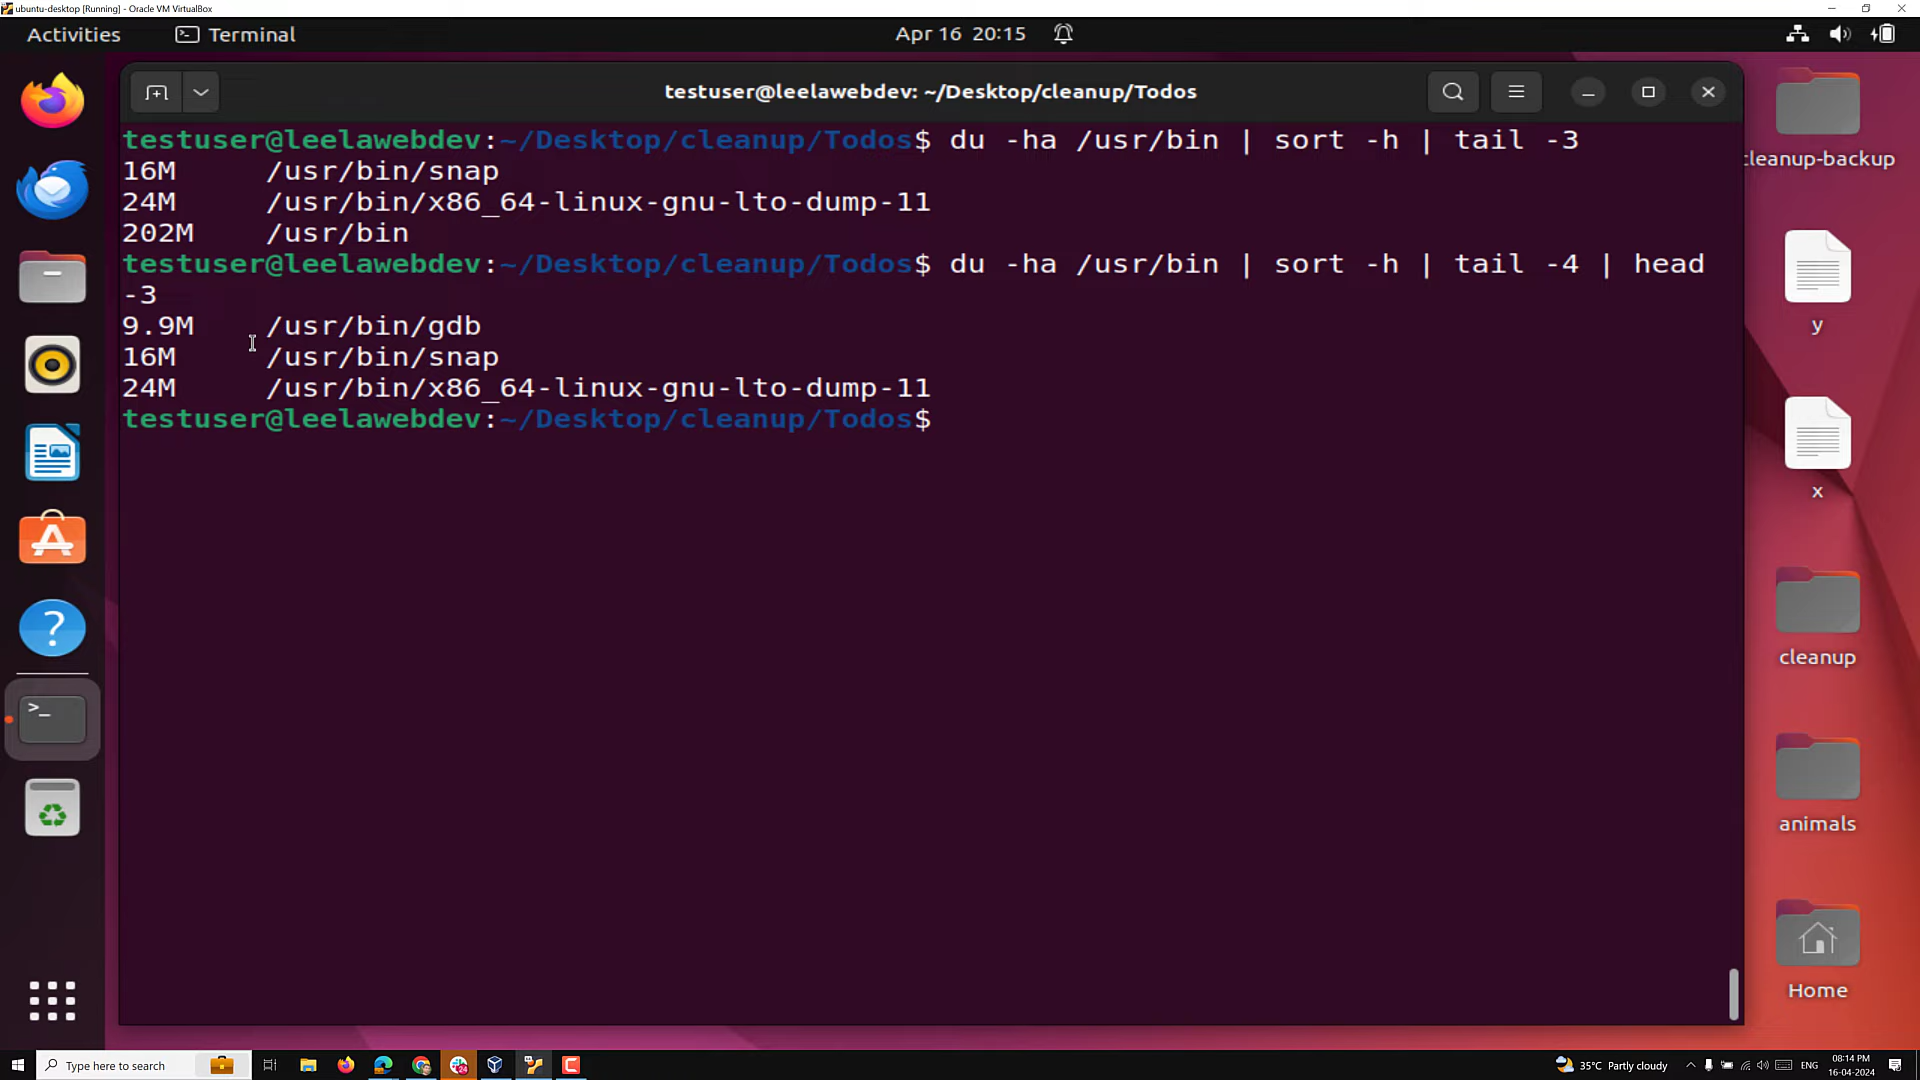 ubuntu-desktop [Running] - Oracle VM VirtualBox
Activities Terminal Apr 16 20:15
testuser@leelawebdev: ~/Desktop/cleanup/Todos
testuser@leelawebdev:~/Desktop/cleanup/Todos$ du -ha /usr/bin | sort -h | tail -3
16M /usr/bin/snap
24M /usr/bin/x86_64-linux-gnu-lto-dump-11
202M /usr/bin
testuser@leelawebdev:~/Desktop/cleanup/Todos$ du -ha /usr/bin | sort -h | tail -4 | head
-3
9.9M /usr/bin/gdb
16M /usr/bin/snap
24M /usr/bin/x86_64-linux-gnu-lto-dump-11
testuser@leelawebdev:~/Desktop/cleanup/Todos$
cleanup-backup
y
x
cleanup
animals
Home
Type here to search
24
35°C Partly cloudy
ENG
08:14 PM
16-04-2024